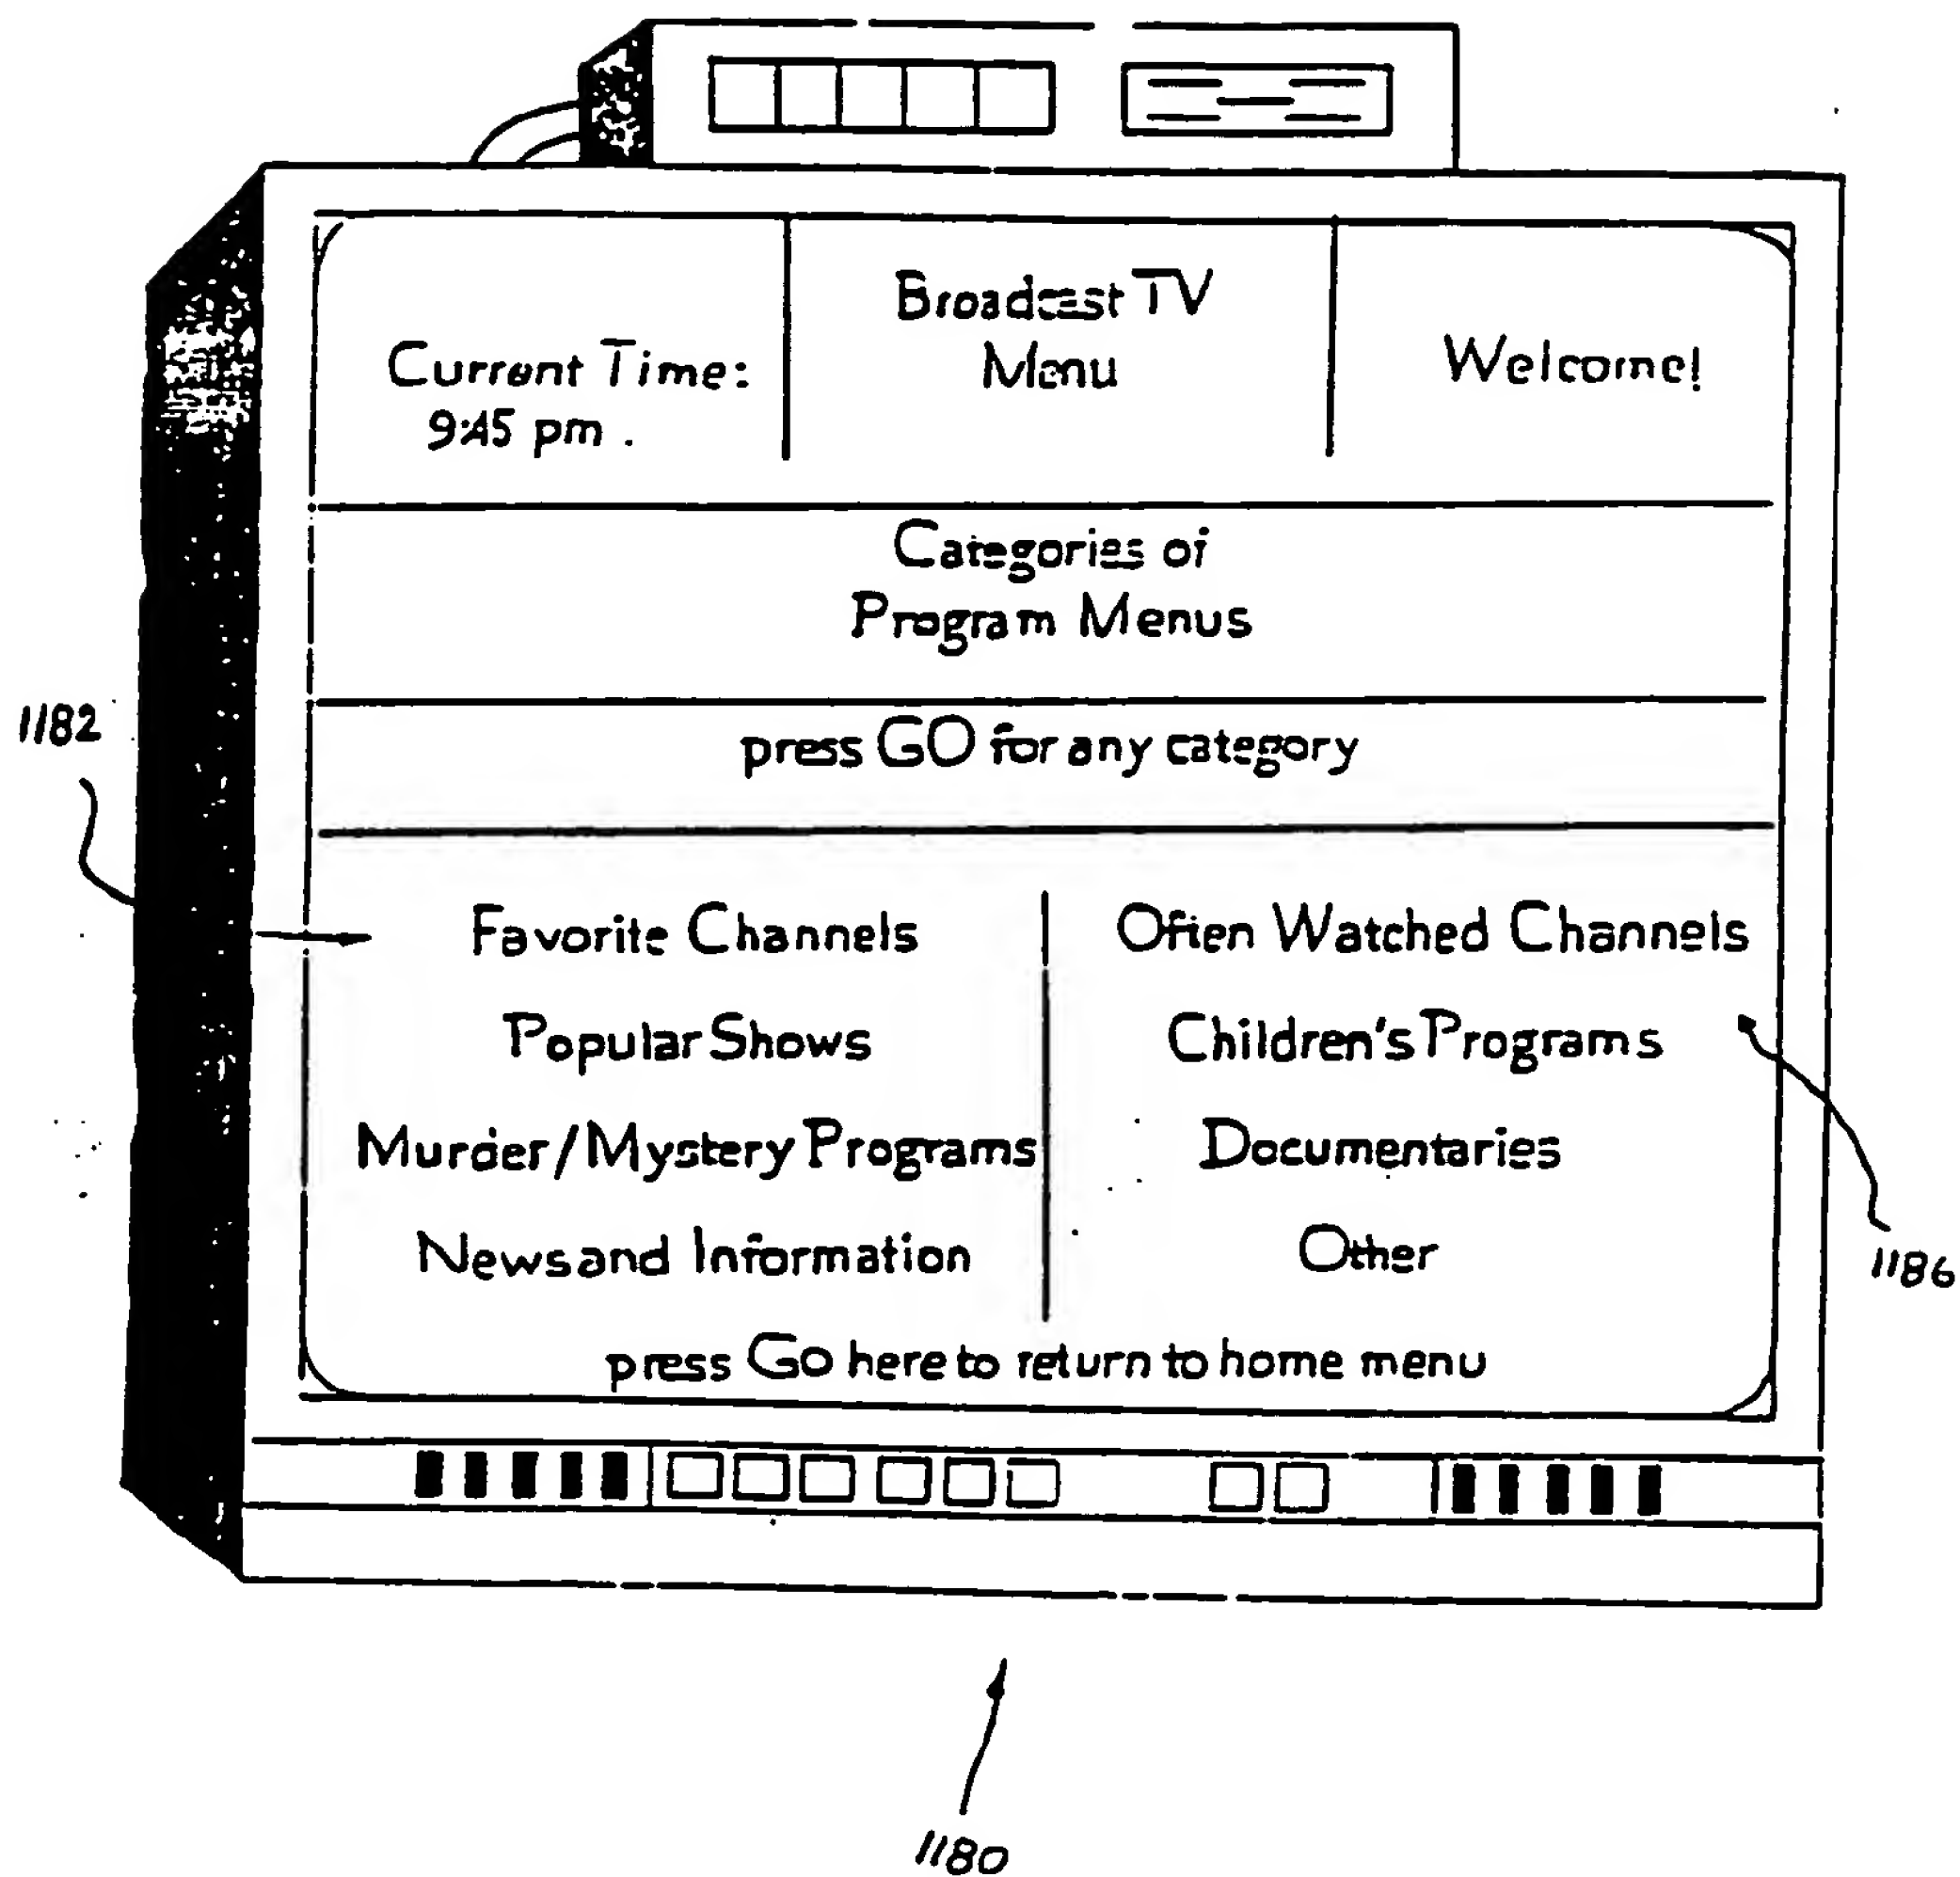 Broadcast TV
Menu
Current Time:
9:45 pm.
Welcome!
Categories of
Program Menus
press GO for any category
Favorite Channels
Often Watched Channels
Popular Shows
Children's Programs
Murder/Mystery Programs
Documentaries
News and Information
Other
press Go here to return to home menu
1182
1186
1180